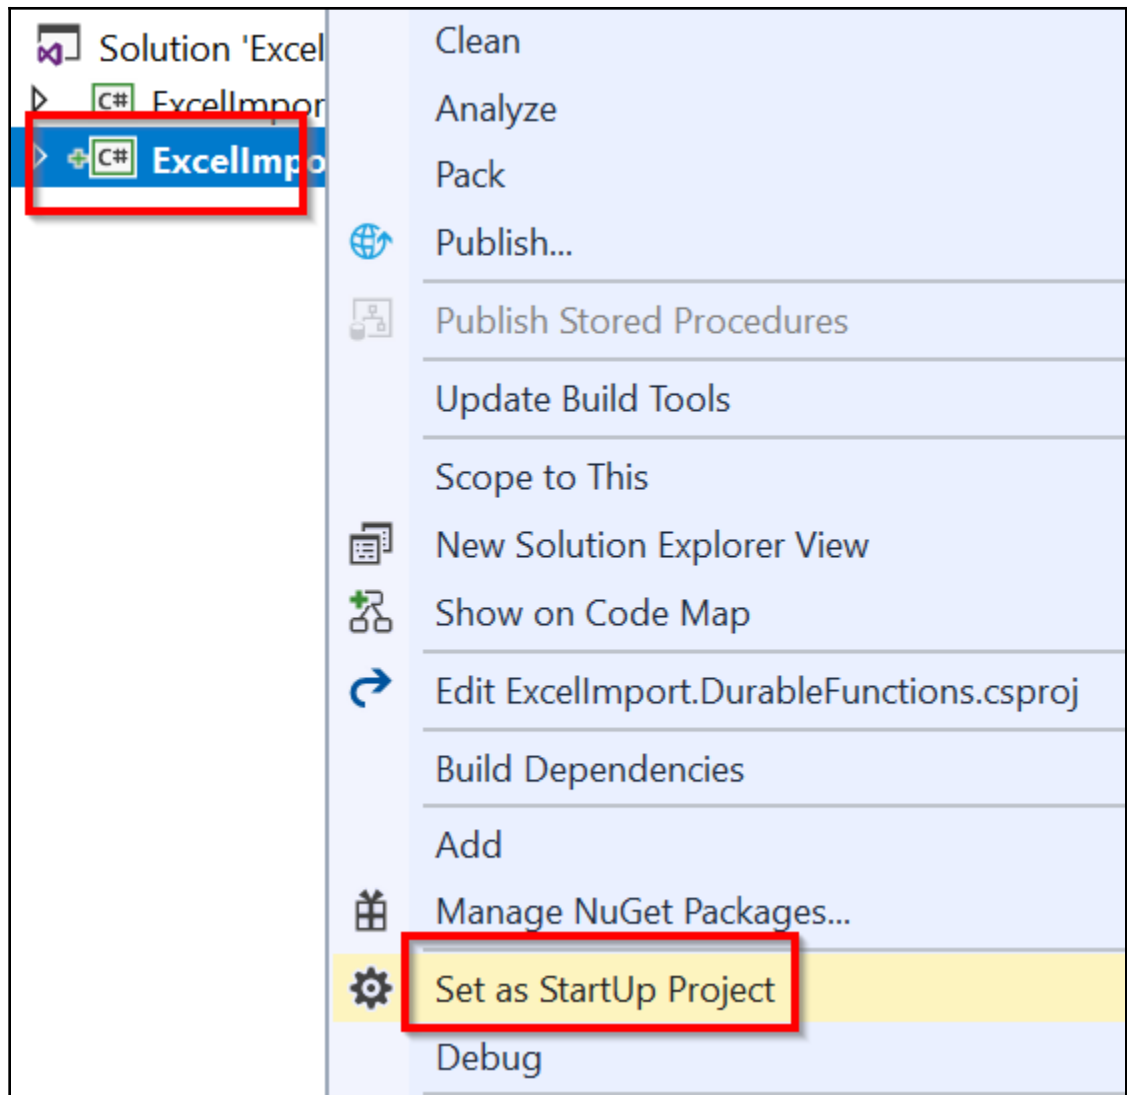 Solution 'Excel
C# ExcelImpor
C# ExcelImpo
Clean
Analyze
Pack
Publish...
Publish Stored Procedures
Update Build Tools
Scope to This
New Solution Explorer View
Show on Code Map
Edit ExcelImport.DurableFunctions.csproj
Build Dependencies
Add
Manage NuGet Packages...
Set as StartUp Project
Debug